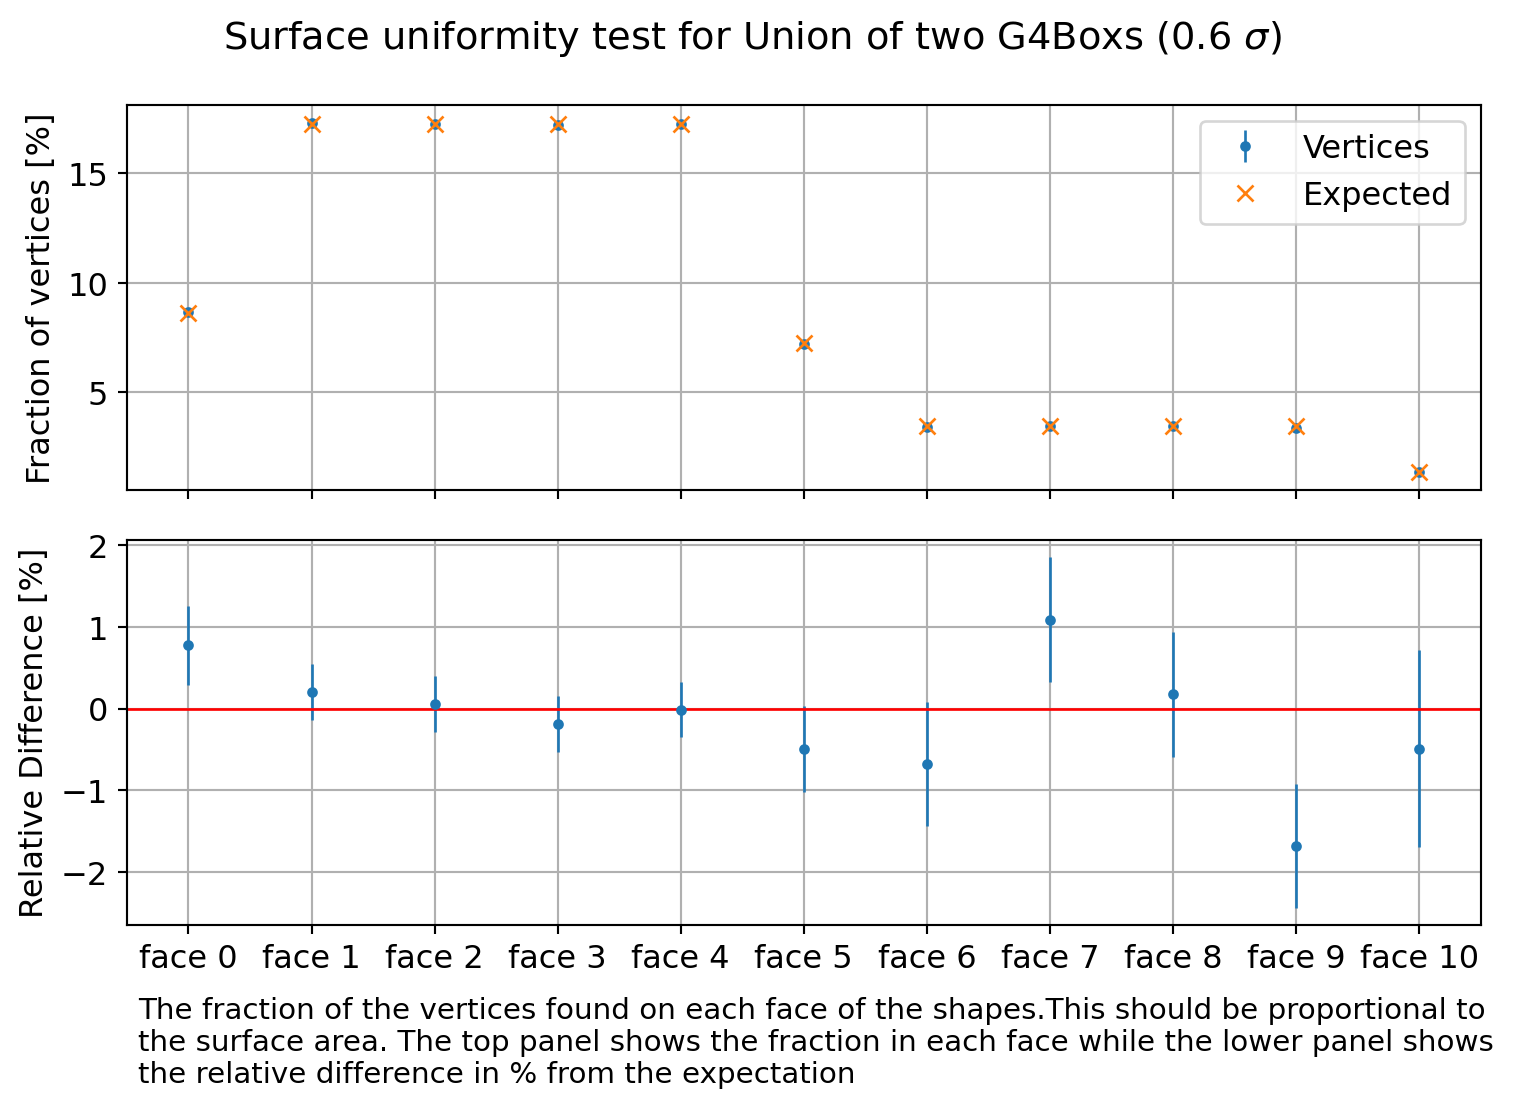 Surface uniformity test for Union of two G4Boxs (0.6 σ)
Fraction of vertices [%]
15
10
5
Vertices
Expected
Relative Difference [%]
2
1
0
−1
−2
face 0 face 1 face 2 face 3 face 4 face 5 face 6 face 7 face 8 face 9 face 10
The fraction of the vertices found on each face of the shapes.This should be proportional to
the surface area. The top panel shows the fraction in each face while the lower panel shows
the relative difference in % from the expectation